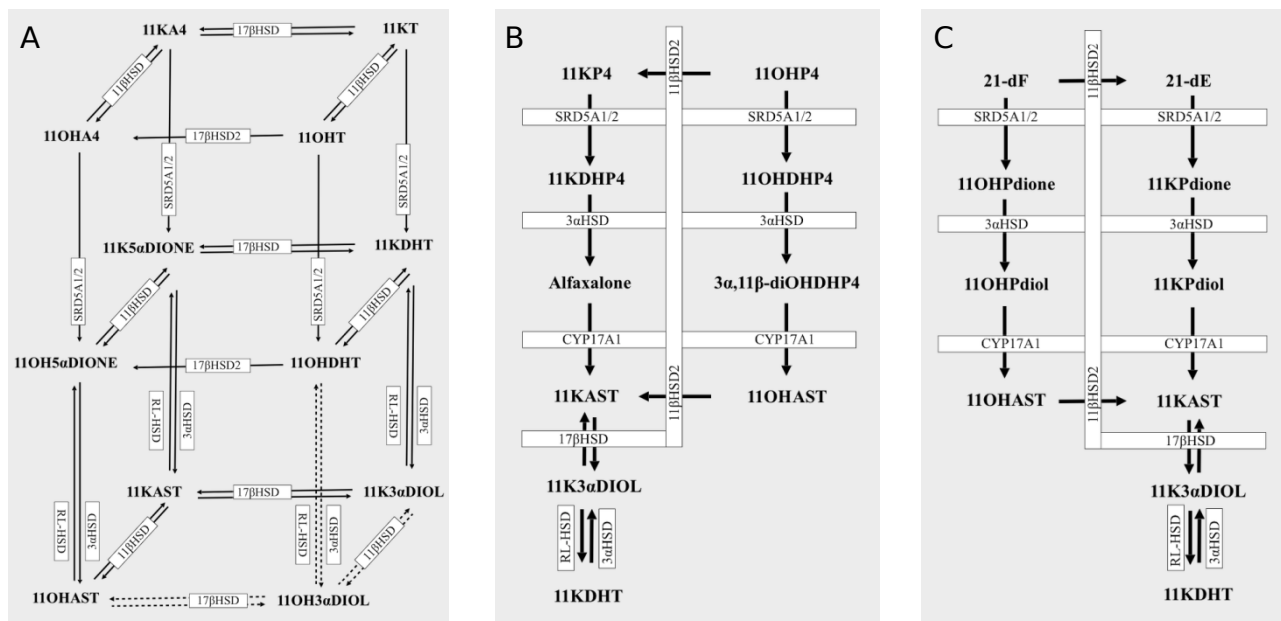 A
11KA4
17βHSD
11KT
11βHSD
11βHSD
11OHA4
17βHSD2
11OHT
SRD5A1/2
SRD5A1/2
11K5αDIONE
17βHSD
11KDHT
SRD5A1/2
SRD5A1/2
11βHSD
11βHSD
11OH5αDIONE
17βHSD2
11OHDHT
RL-HSD
3αHSD
RL-HSD
3αHSD
11KAST
17βHSD
11K3αDIOL
RL-HSD
3αHSD
RL-HSD
3αHSD
11βHSD
11βHSD
11OHAST
17βHSD
11OH3αDIOL
B
11KP4
11βHSD2
11OHP4
SRD5A1/2
SRD5A1/2
11KDHP4
11OHDHP4
3αHSD
3αHSD
Alfaxalone
3α,11β-diOHDHP4
CYP17A1
CYP17A1
11KAST
11βHSD2
11OHAST
17βHSD
11K3αDIOL
RL-HSD
3αHSD
11KDHT
C
21-dF
11βHSD2
21-dE
SRD5A1/2
SRD5A1/2
11OHPdione
11KPdione
3αHSD
3αHSD
11OHPdiol
11KPdiol
CYP17A1
CYP17A1
11OHAST
11βHSD2
11KAST
17βHSD
11K3αDIOL
RL-HSD
3αHSD
11KDHT